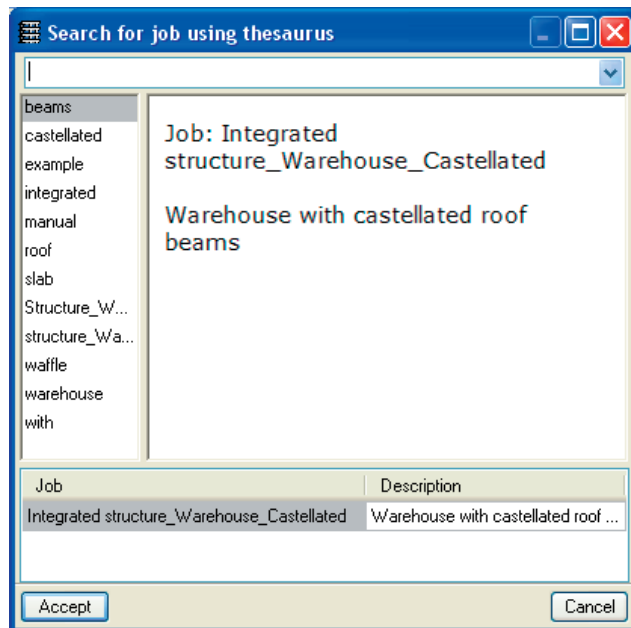 Search for job using thesaurus
beams
castellated
example
integrated
manual
roof
slab
Structure_W...
structure_Wa...
waffle
warehouse
with
Job: Integrated
structure_Warehouse_Castellated
Warehouse with castellated roof
beams
Job Description
Integrated structure_Warehouse_Castellated Warehouse with castellated roof ...
Accept Cancel